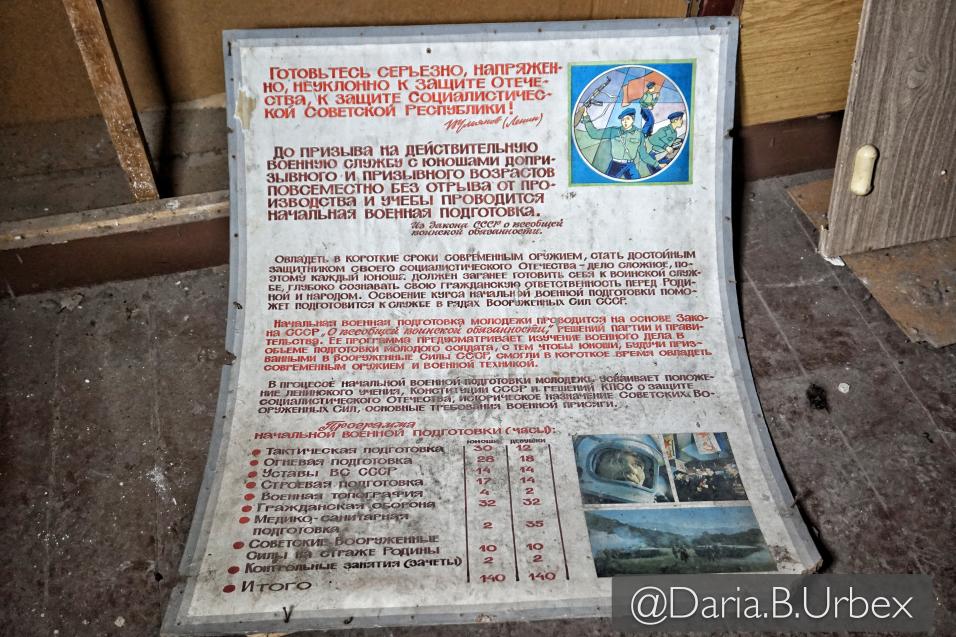 Готовьтесь серьезно, напряжен-
но, неуклонно к защите Отече-
ства, к защите Социалистичес-
кой Советской Республики!
Ульянов (Ленин)
До призыва на действительную
военную службу с юношами допри-
зывного и призывного возрастов
повсеместно без отрыва от про-
изводства и учебы проводится
начальная военная подготовка.
Из Закона СССР о всеобщей
воинской обязанности.
Овладеть в короткие сроки современным оружием, стать достойным
защитником своего социалистического Отечества – дело сложное, по-
этому каждый юноша должен заранее готовить себя к воинской служ-
бе, глубоко сознавать свою гражданскую ответственность перед Роди-
ной и народом. Освоение курса начальной военной подготовки помо-
жет подготовится к службе в рядах Вооруженных Сил СССР.
Начальная военная подготовка молодежи проводится на основе Зако-
на СССР „О всеобщей воинской обязанности," решений партии и прави-
тельства. Ее программа предусматривает изучение военного дела в
объеме подготовки молодого солдата, с тем чтобы юноши, будучи приз-
ванными в Вооруженные Силы СССР, смогли в короткое время овладеть
современным оружием и военной техникой.
В процессе начальной военной подготовки молодежь усваивает положе-
ние ленинского учения, Конституции СССР и решений КПСС о защите
социалистического Отечества, историческое назначение Советских Во-
оруженных Сил, основные требования военной присяги.
Программа
начальной военной подготовки (часы):
юноши девушки
Тактическая подготовка 30 12
Огневая подготовка 28 18
Уставы ВС СССР 14 14
Строевая подготовка 17 14
Военная топография 4 2
Гражданская оборона 32 32
Медико-санитарная
подготовка 2 35
Советские Вооруженные
Силы на страже Родины 10 10
Контрольные занятия (зачеты) 2 2
Итого 140 140
@Daria.B.Urbex